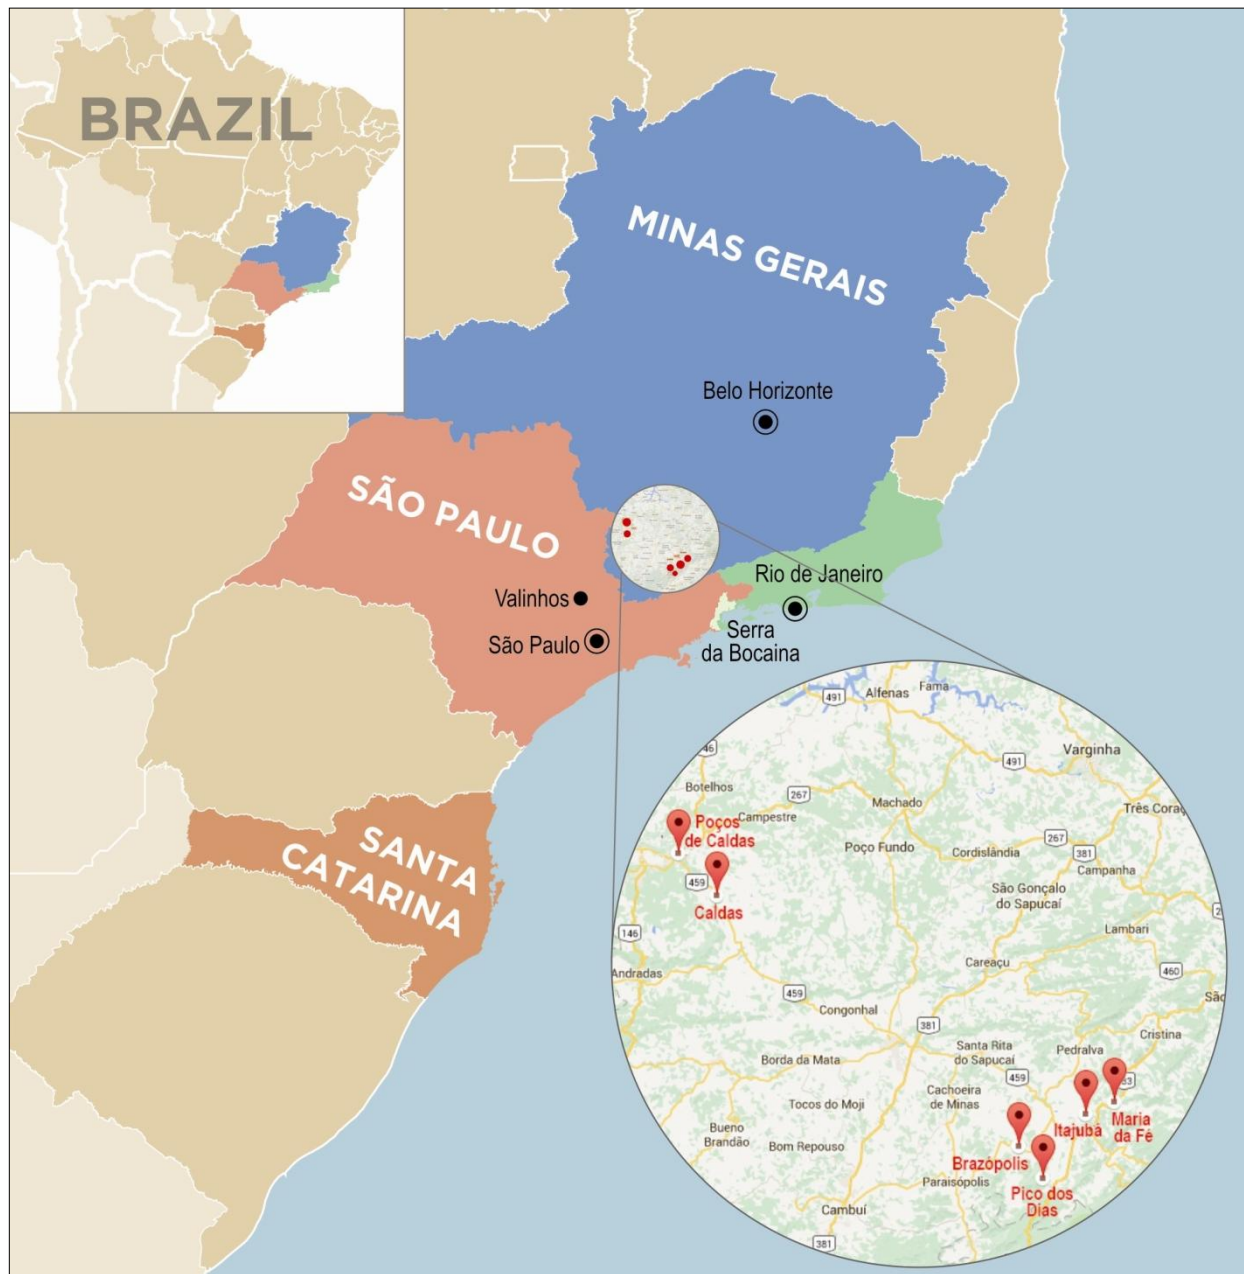 BRAZIL
MINAS GERAIS
Belo Horizonte
SÃO PAULO
Valinhos
São Paulo
Rio de Janeiro
Serra
da Bocaina
SANTA
CATARINA
491
Alfenas
Fama
46
491
Varginha
Botelhos
267
Campestre
Machado
Três Coraç
Poços
de Caldas
Poço Fundo
Cordislândia
267
381
Campanha
459
Caldas
São Gonçalo
do Sapucaí
2
146
Lambari
Andradas
Careaçu
460
459
Sã
Congonhal
381
Cristina
Santa Rita
do Sapucaí
Pedralva
Borda da Mata
459
Cachoeira
de Minas
Tocos do Moji
Itajubá
Maria
da Fé
Bueno
Brandão
Bom Repouso
Brazópolis
Paraisópolis
Pico dos
Dias
Cambuí
381